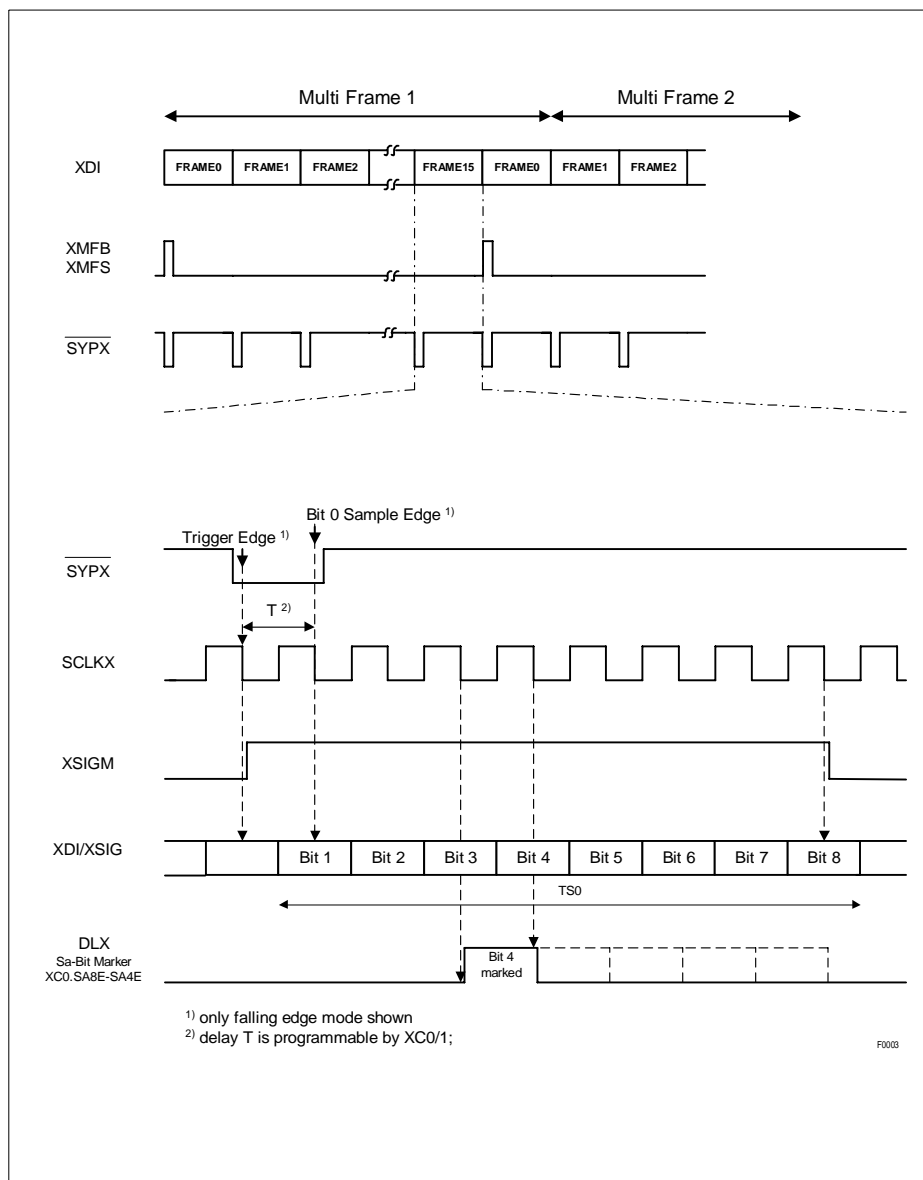 Multi Frame 1 Multi Frame 2
XDI FRAME0 FRAME1 FRAME2 FRAME15 FRAME0 FRAME1 FRAME2
XMFB
XMFS
SYPX
Bit 0 Sample Edge 1)
Trigger Edge 1)
SYPX
T 2)
SCLKX
XSIGM
XDI/XSIG Bit 1 Bit 2 Bit 3 Bit 4 Bit 5 Bit 6 Bit 7 Bit 8
TS0
DLX
Sa-Bit Marker
XC0.SA8E-SA4E
Bit 4
marked
1) only falling edge mode shown
2) delay T is programmable by XC0/1;
F0003